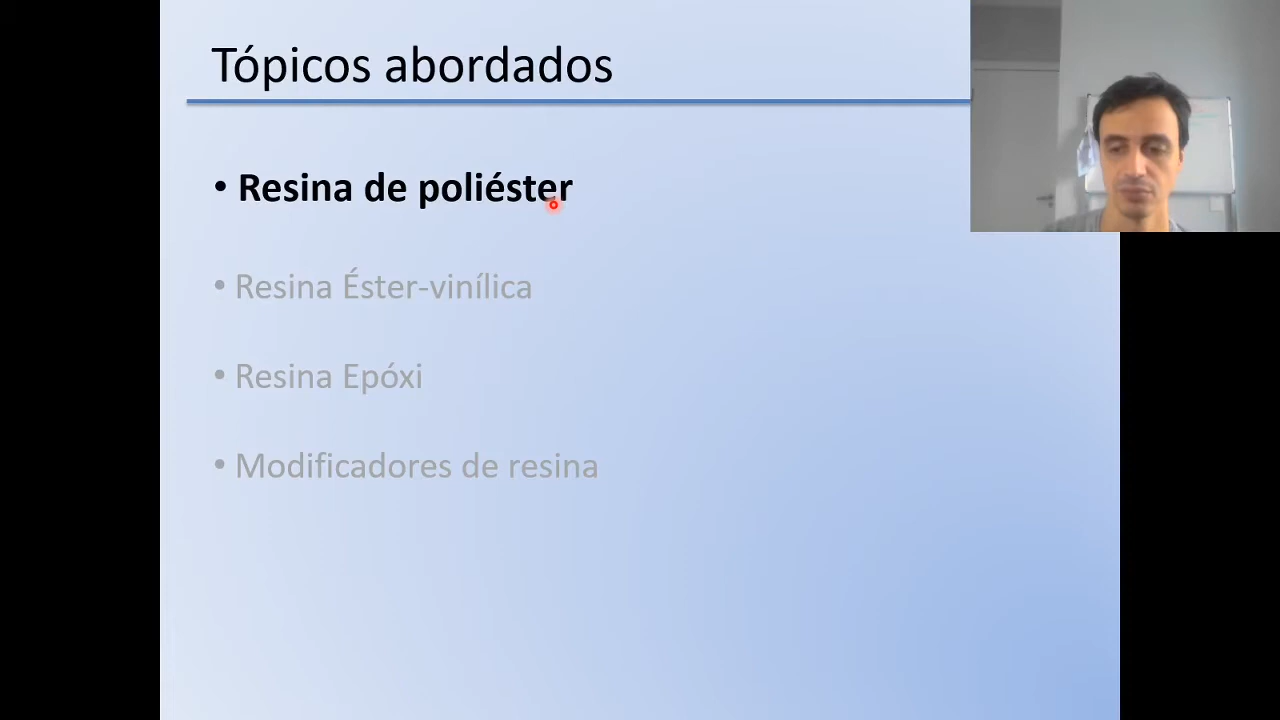 Tópicos abordados
• Resina de poliéster
• Resina Éster-vinílica
• Resina Epóxi
• Modificadores de resina